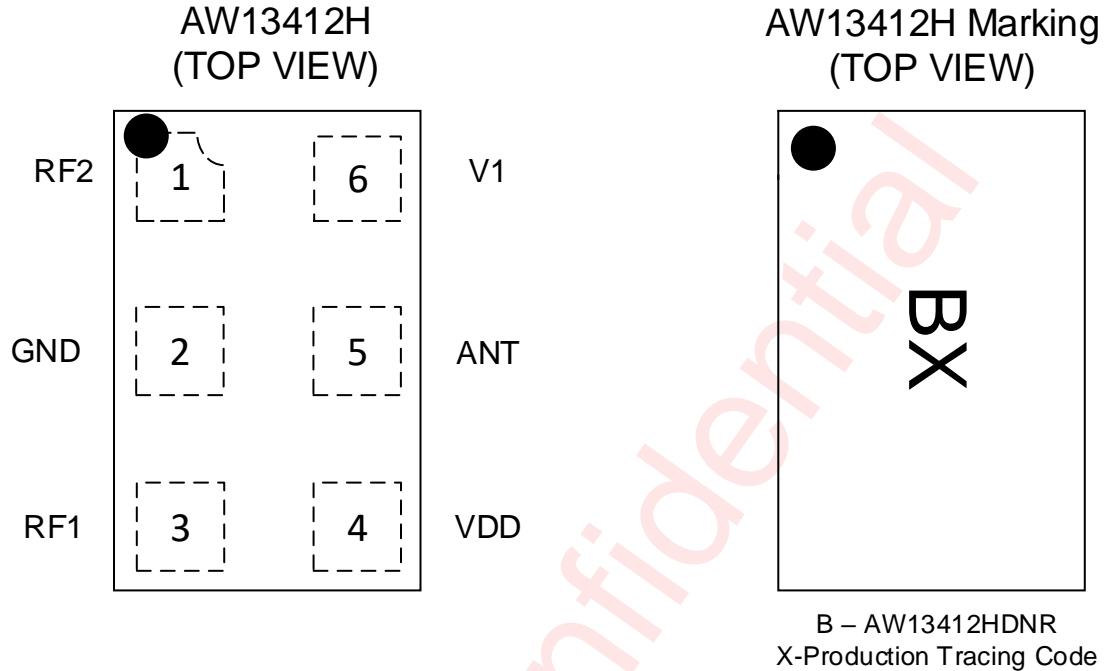 AW13412H
(TOP VIEW)
RF2
1
6
V1
GND
2
5
ANT
RF1
3
4
VDD
AW13412H Marking
(TOP VIEW)
BX
B – AW13412HDNR
X-Production Tracing Code